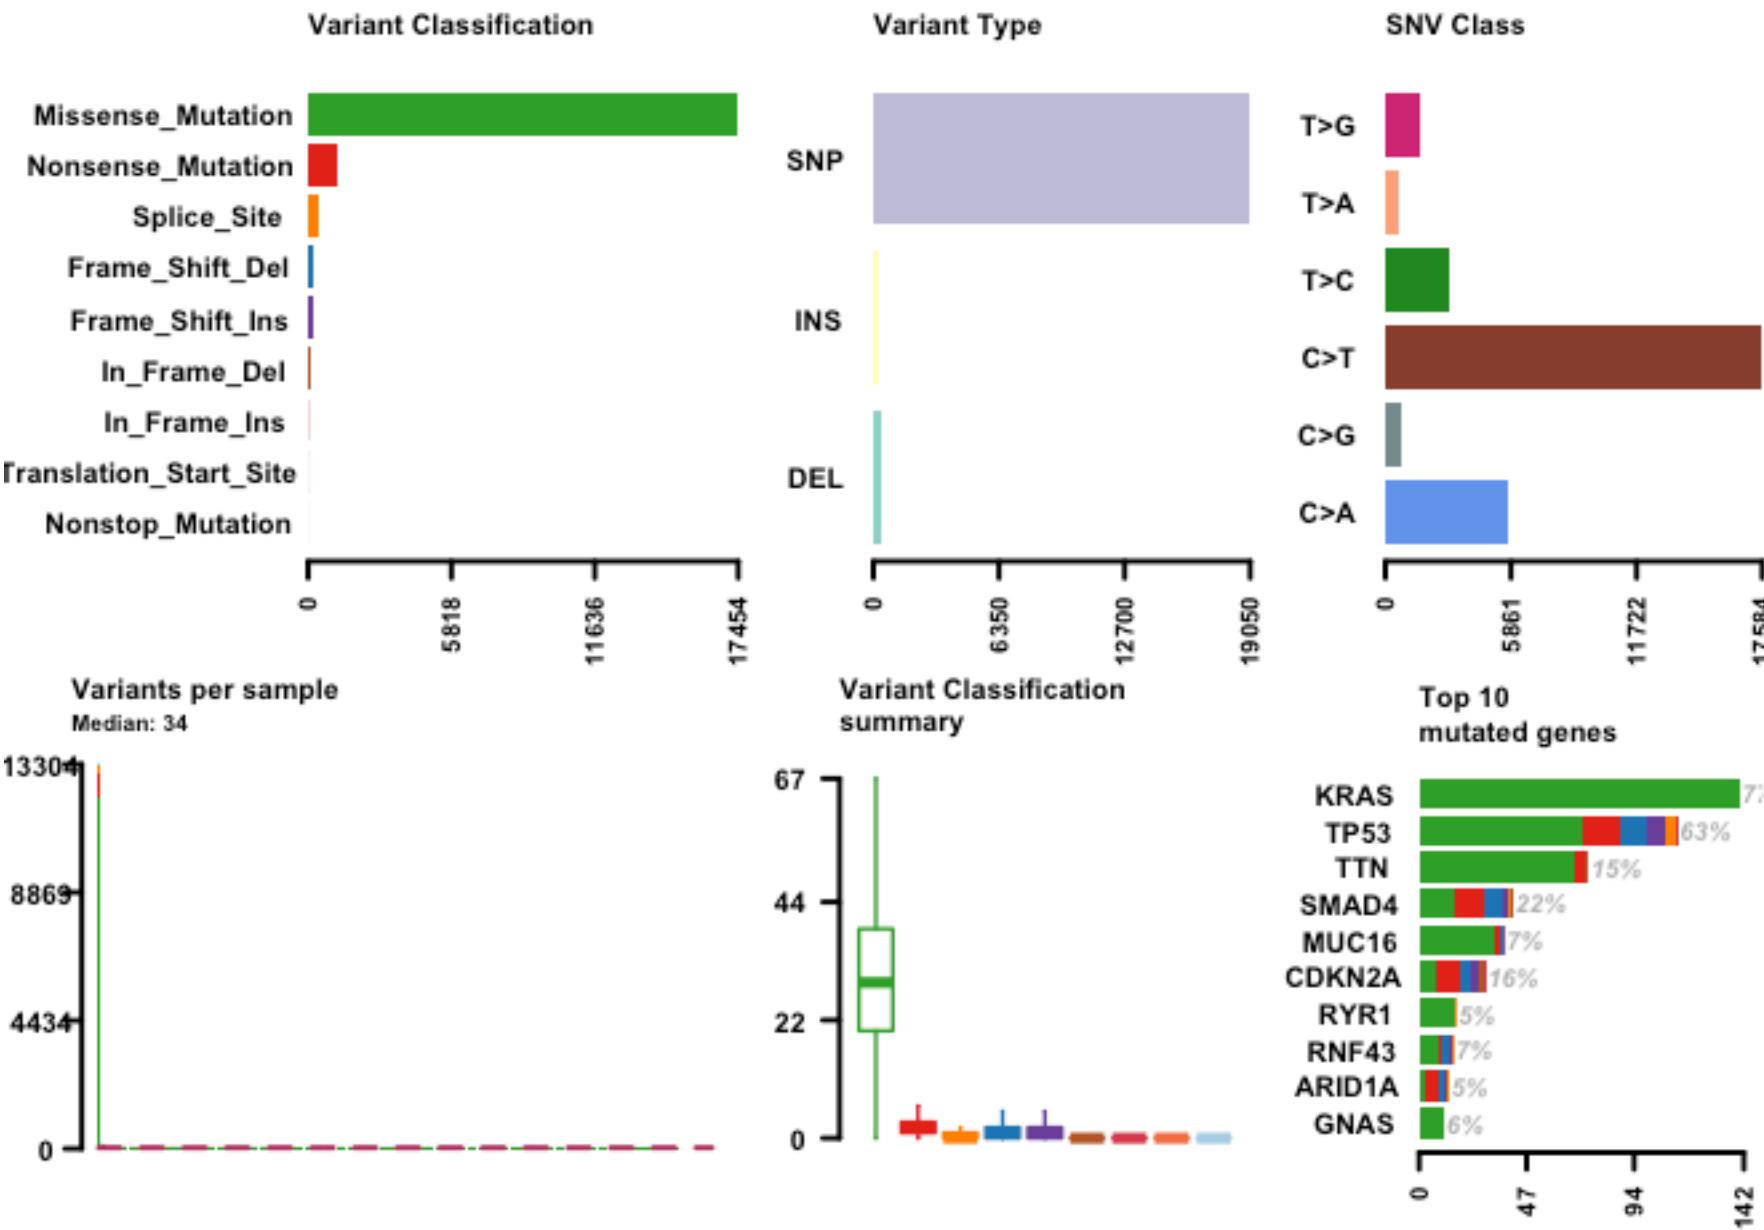 Variant Classification
Missense_Mutation
Nonsense_Mutation
Splice_Site
Frame_Shift_Del
Frame_Shift_Ins
In_Frame_Del
In_Frame_Ins
Translation_Start_Site
Nonstop_Mutation
0
5818
11636
17454
Variant Type
SNP
INS
DEL
0
6350
12700
19050
SNV Class
T>G
T>A
T>C
C>T
C>G
C>A
0
5861
11722
17584
Variants per sample
Median: 34
13304
8869
4434
0
Variant Classification
summary
67
44
22
0
Top 10
mutated genes
KRAS
TP53 63%
TTN 15%
SMAD4 22%
MUC16 7%
CDKN2A 16%
RYR1 5%
RNF43 7%
ARID1A 5%
GNAS 6%
0
47
94
142